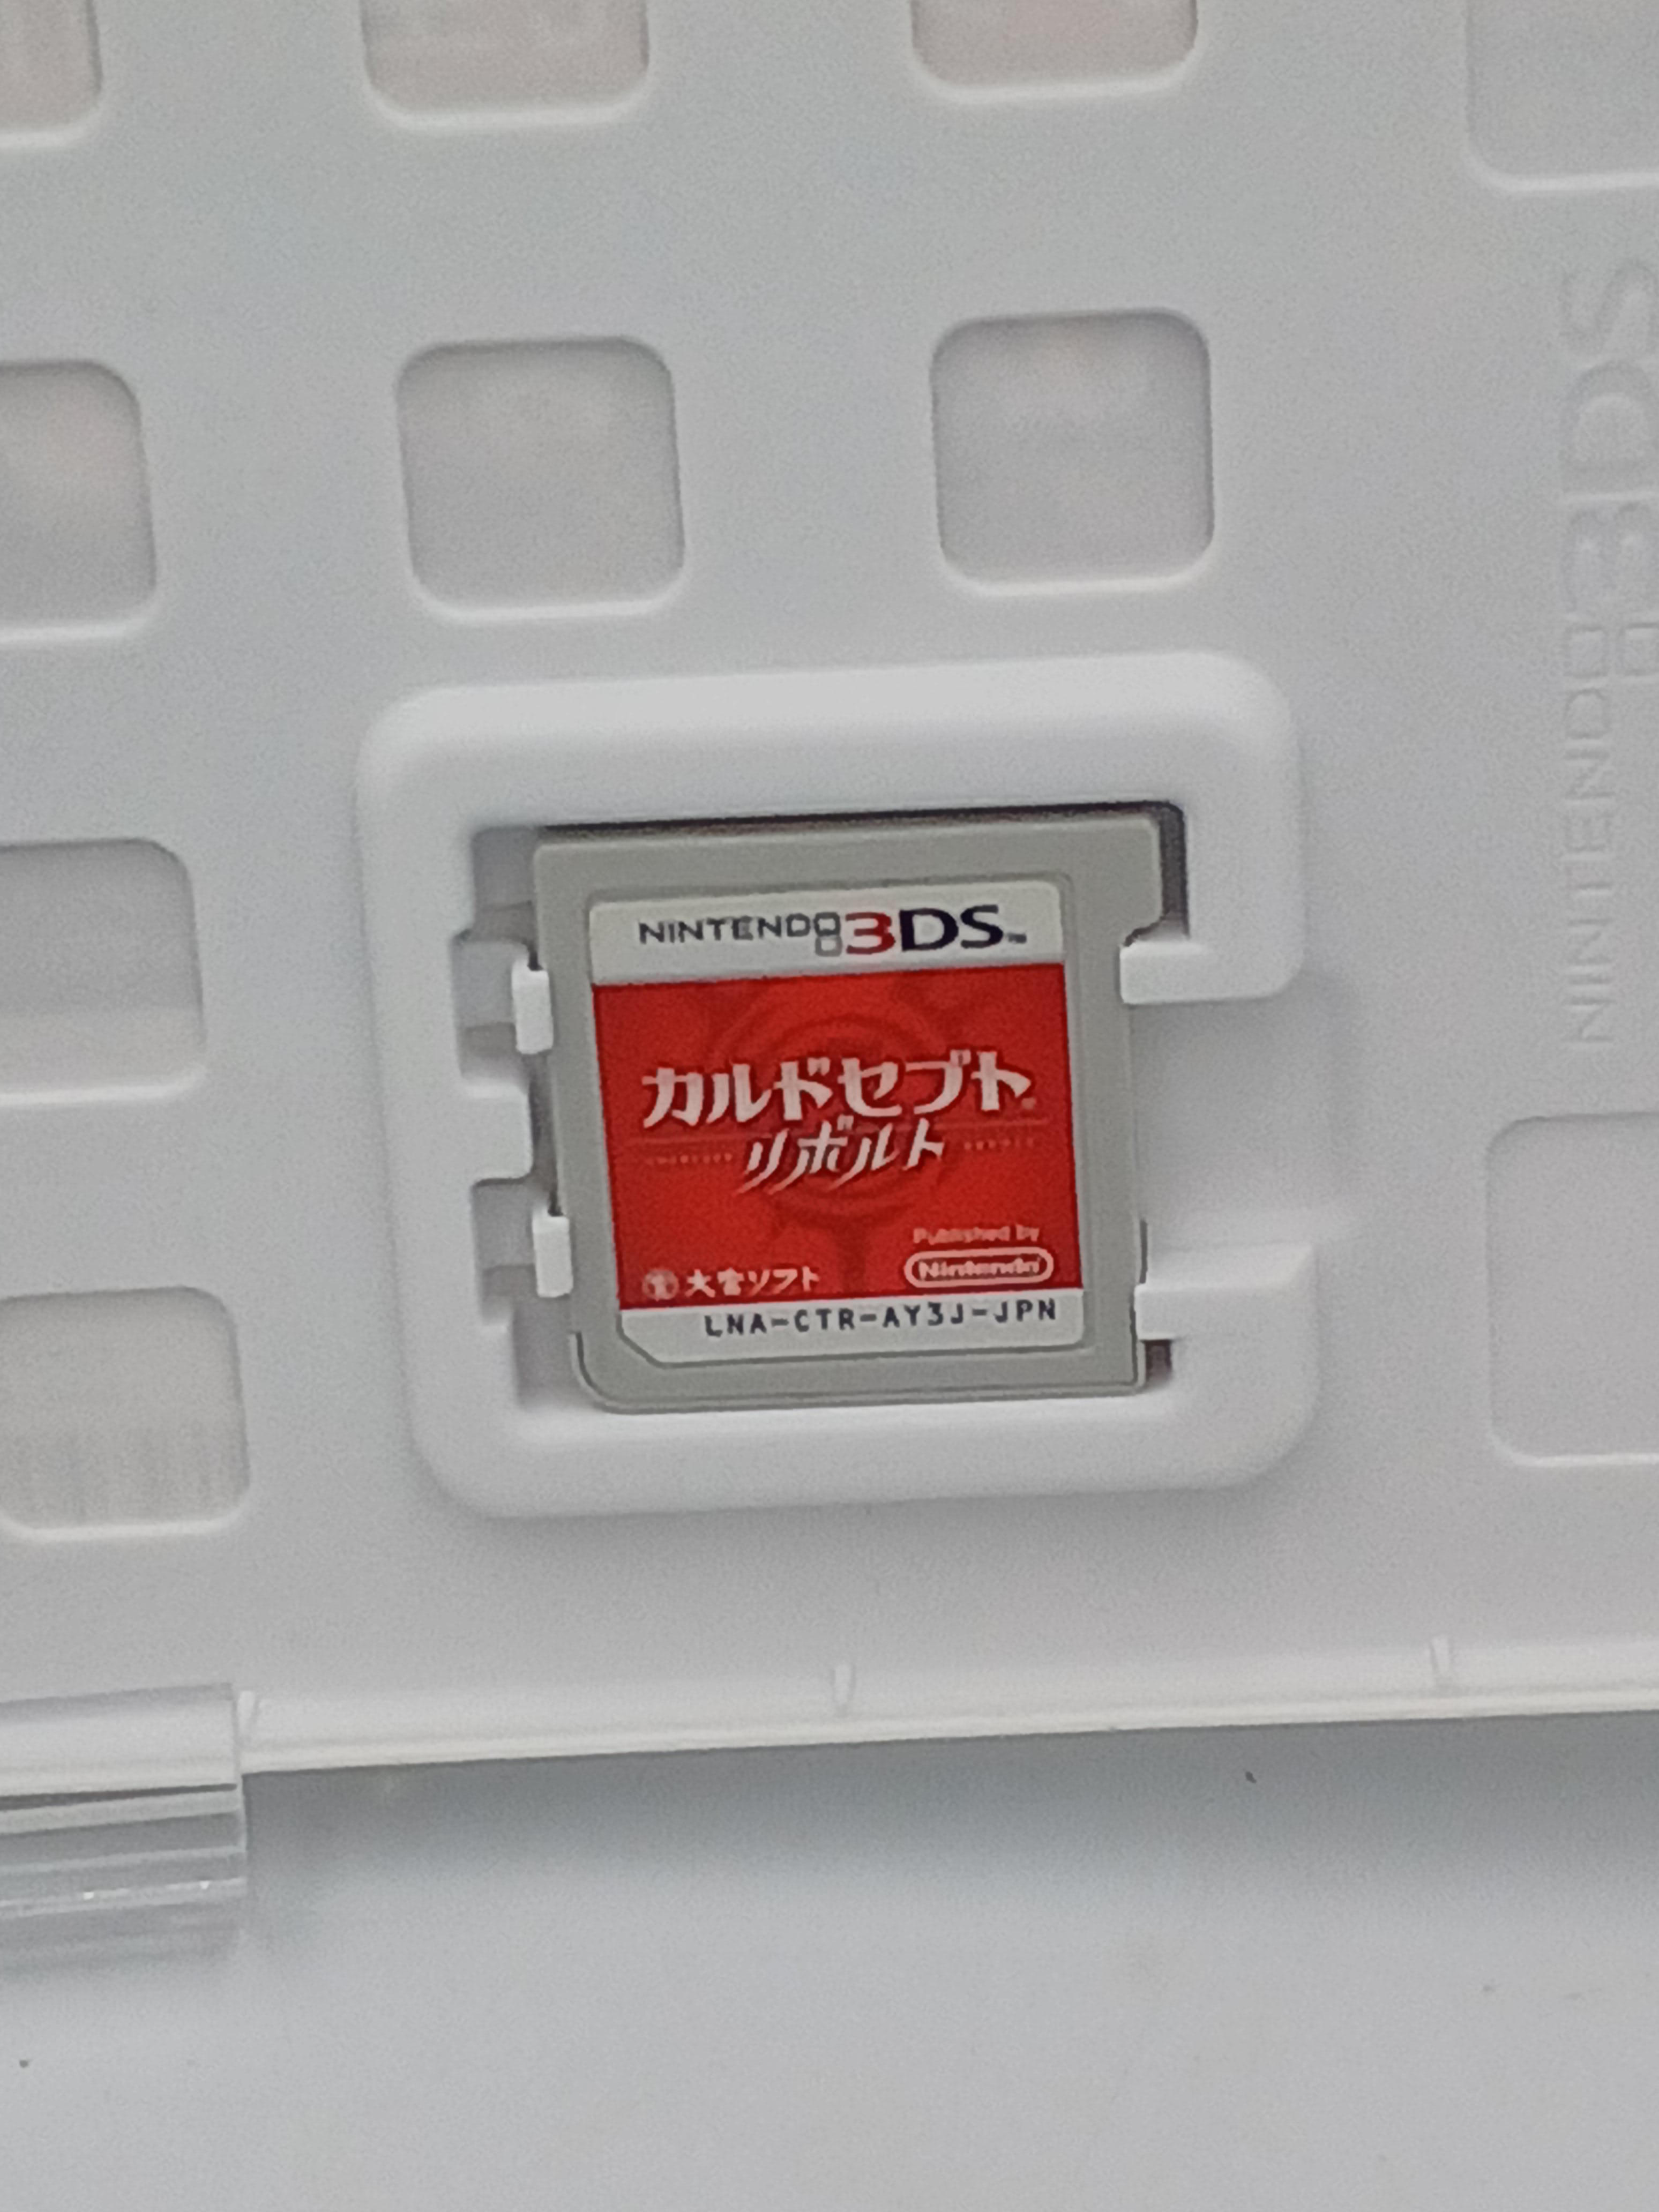 NINTENDO 3DS™
カルドセプト
リボルト
Published by
大宮ソフト
Nintendo
LNA-CTR-AY3J-JPN
NINTENDO 3DS